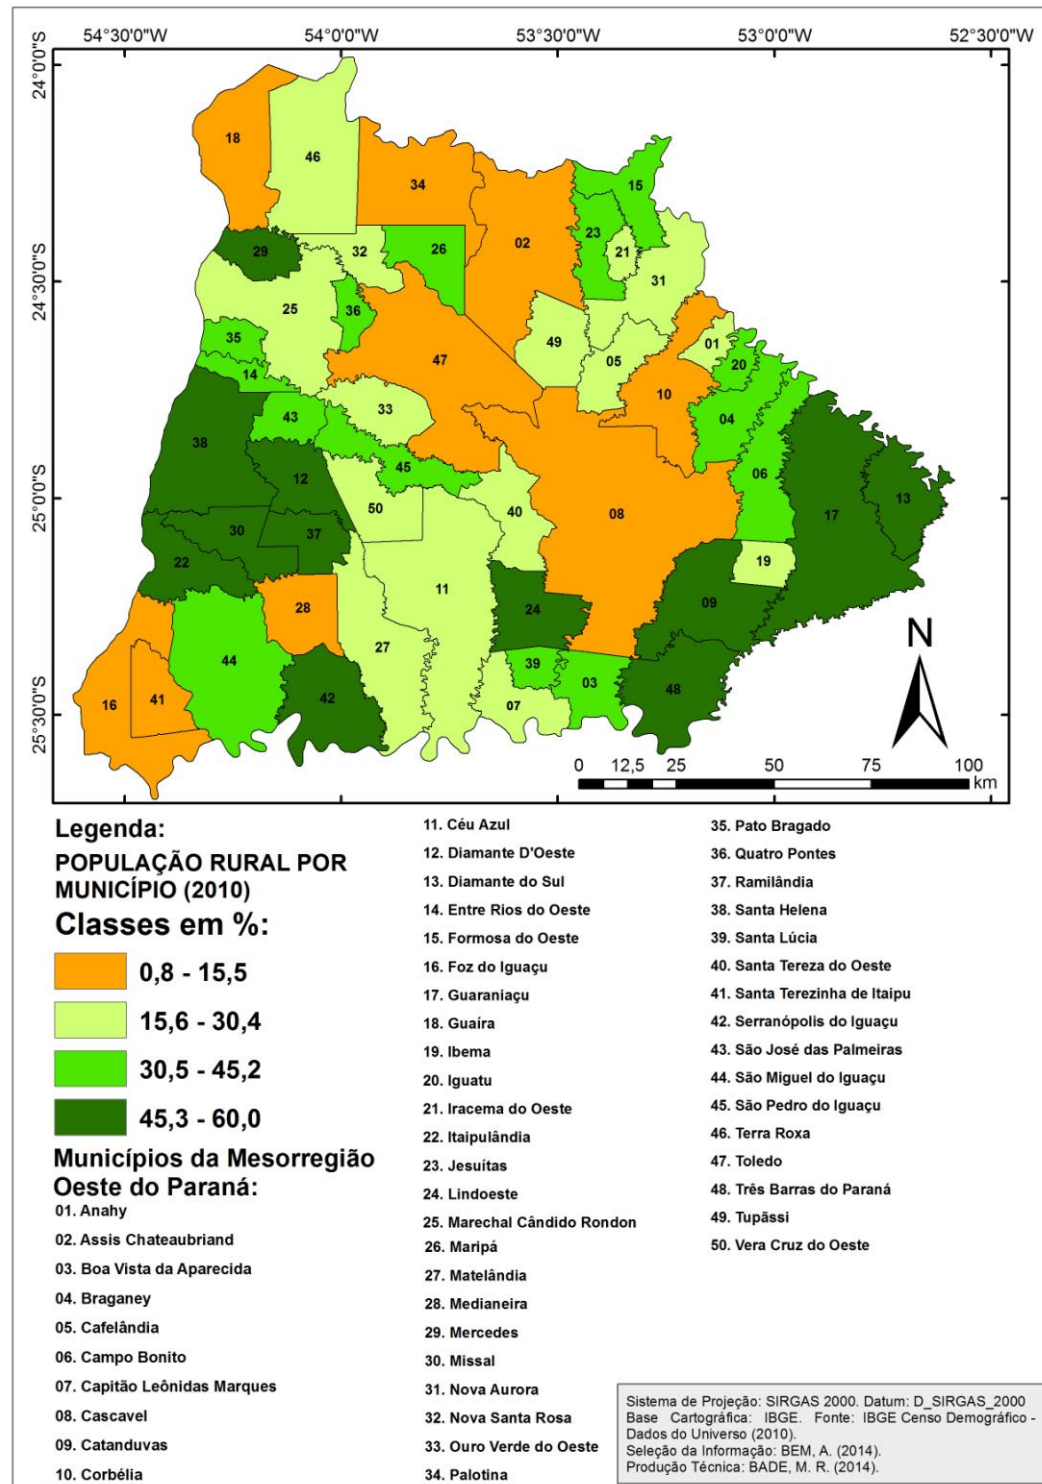 54°30'0"W
54°0'0"W
53°30'0"W
53°0'0"W
52°30'0"W
24°0'0"S
24°30'0"S
25°0'0"S
25°30'0"S
18
46
34
15
02
23
29
32
26
21
31
25
36
35
49
01
14
47
05
20
10
33
04
43
38
45
06
12
50
40
08
17
13
30
37
22
19
11
28
24
09
27
44
39
42
03
48
16
41
07
N
0 12,5 25 50 75 100
km
Legenda:
POPULAÇÃO RURAL POR
MUNICÍPIO (2010)
Classes em %:
0,8 - 15,5
15,6 - 30,4
30,5 - 45,2
45,3 - 60,0
Municípios da Mesorregião
Oeste do Paraná:
01. Anahy
02. Assis Chateaubriand
03. Boa Vista da Aparecida
04. Braganey
05. Cafelândia
06. Campo Bonito
07. Capitão Leônidas Marques
08. Cascavel
09. Catanduvas
10. Corbélia
11. Céu Azul
12. Diamante D'Oeste
13. Diamante do Sul
14. Entre Rios do Oeste
15. Formosa do Oeste
16. Foz do Iguaçu
17. Guaraniaçu
18. Guaíra
19. Ibema
20. Iguatu
21. Iracema do Oeste
22. Itaipulândia
23. Jesuítas
24. Lindoeste
25. Marechal Cândido Rondon
26. Maripá
27. Matelândia
28. Medianeira
29. Mercedes
30. Missal
31. Nova Aurora
32. Nova Santa Rosa
33. Ouro Verde do Oeste
34. Palotina
35. Pato Bragado
36. Quatro Pontes
37. Ramilândia
38. Santa Helena
39. Santa Lúcia
40. Santa Tereza do Oeste
41. Santa Terezinha de Itaipu
42. Serranópolis do Iguaçu
43. São José das Palmeiras
44. São Miguel do Iguaçu
45. São Pedro do Iguaçu
46. Terra Roxa
47. Toledo
48. Três Barras do Paraná
49. Tupãssi
50. Vera Cruz do Oeste
Sistema de Projeção: SIRGAS 2000. Datum: D_SIRGAS_2000
Base Cartográfica: IBGE. Fonte: IBGE Censo Demográfico -
Dados do Universo (2010).
Seleção da Informação: BEM, A. (2014).
Produção Técnica: BADE, M. R. (2014).